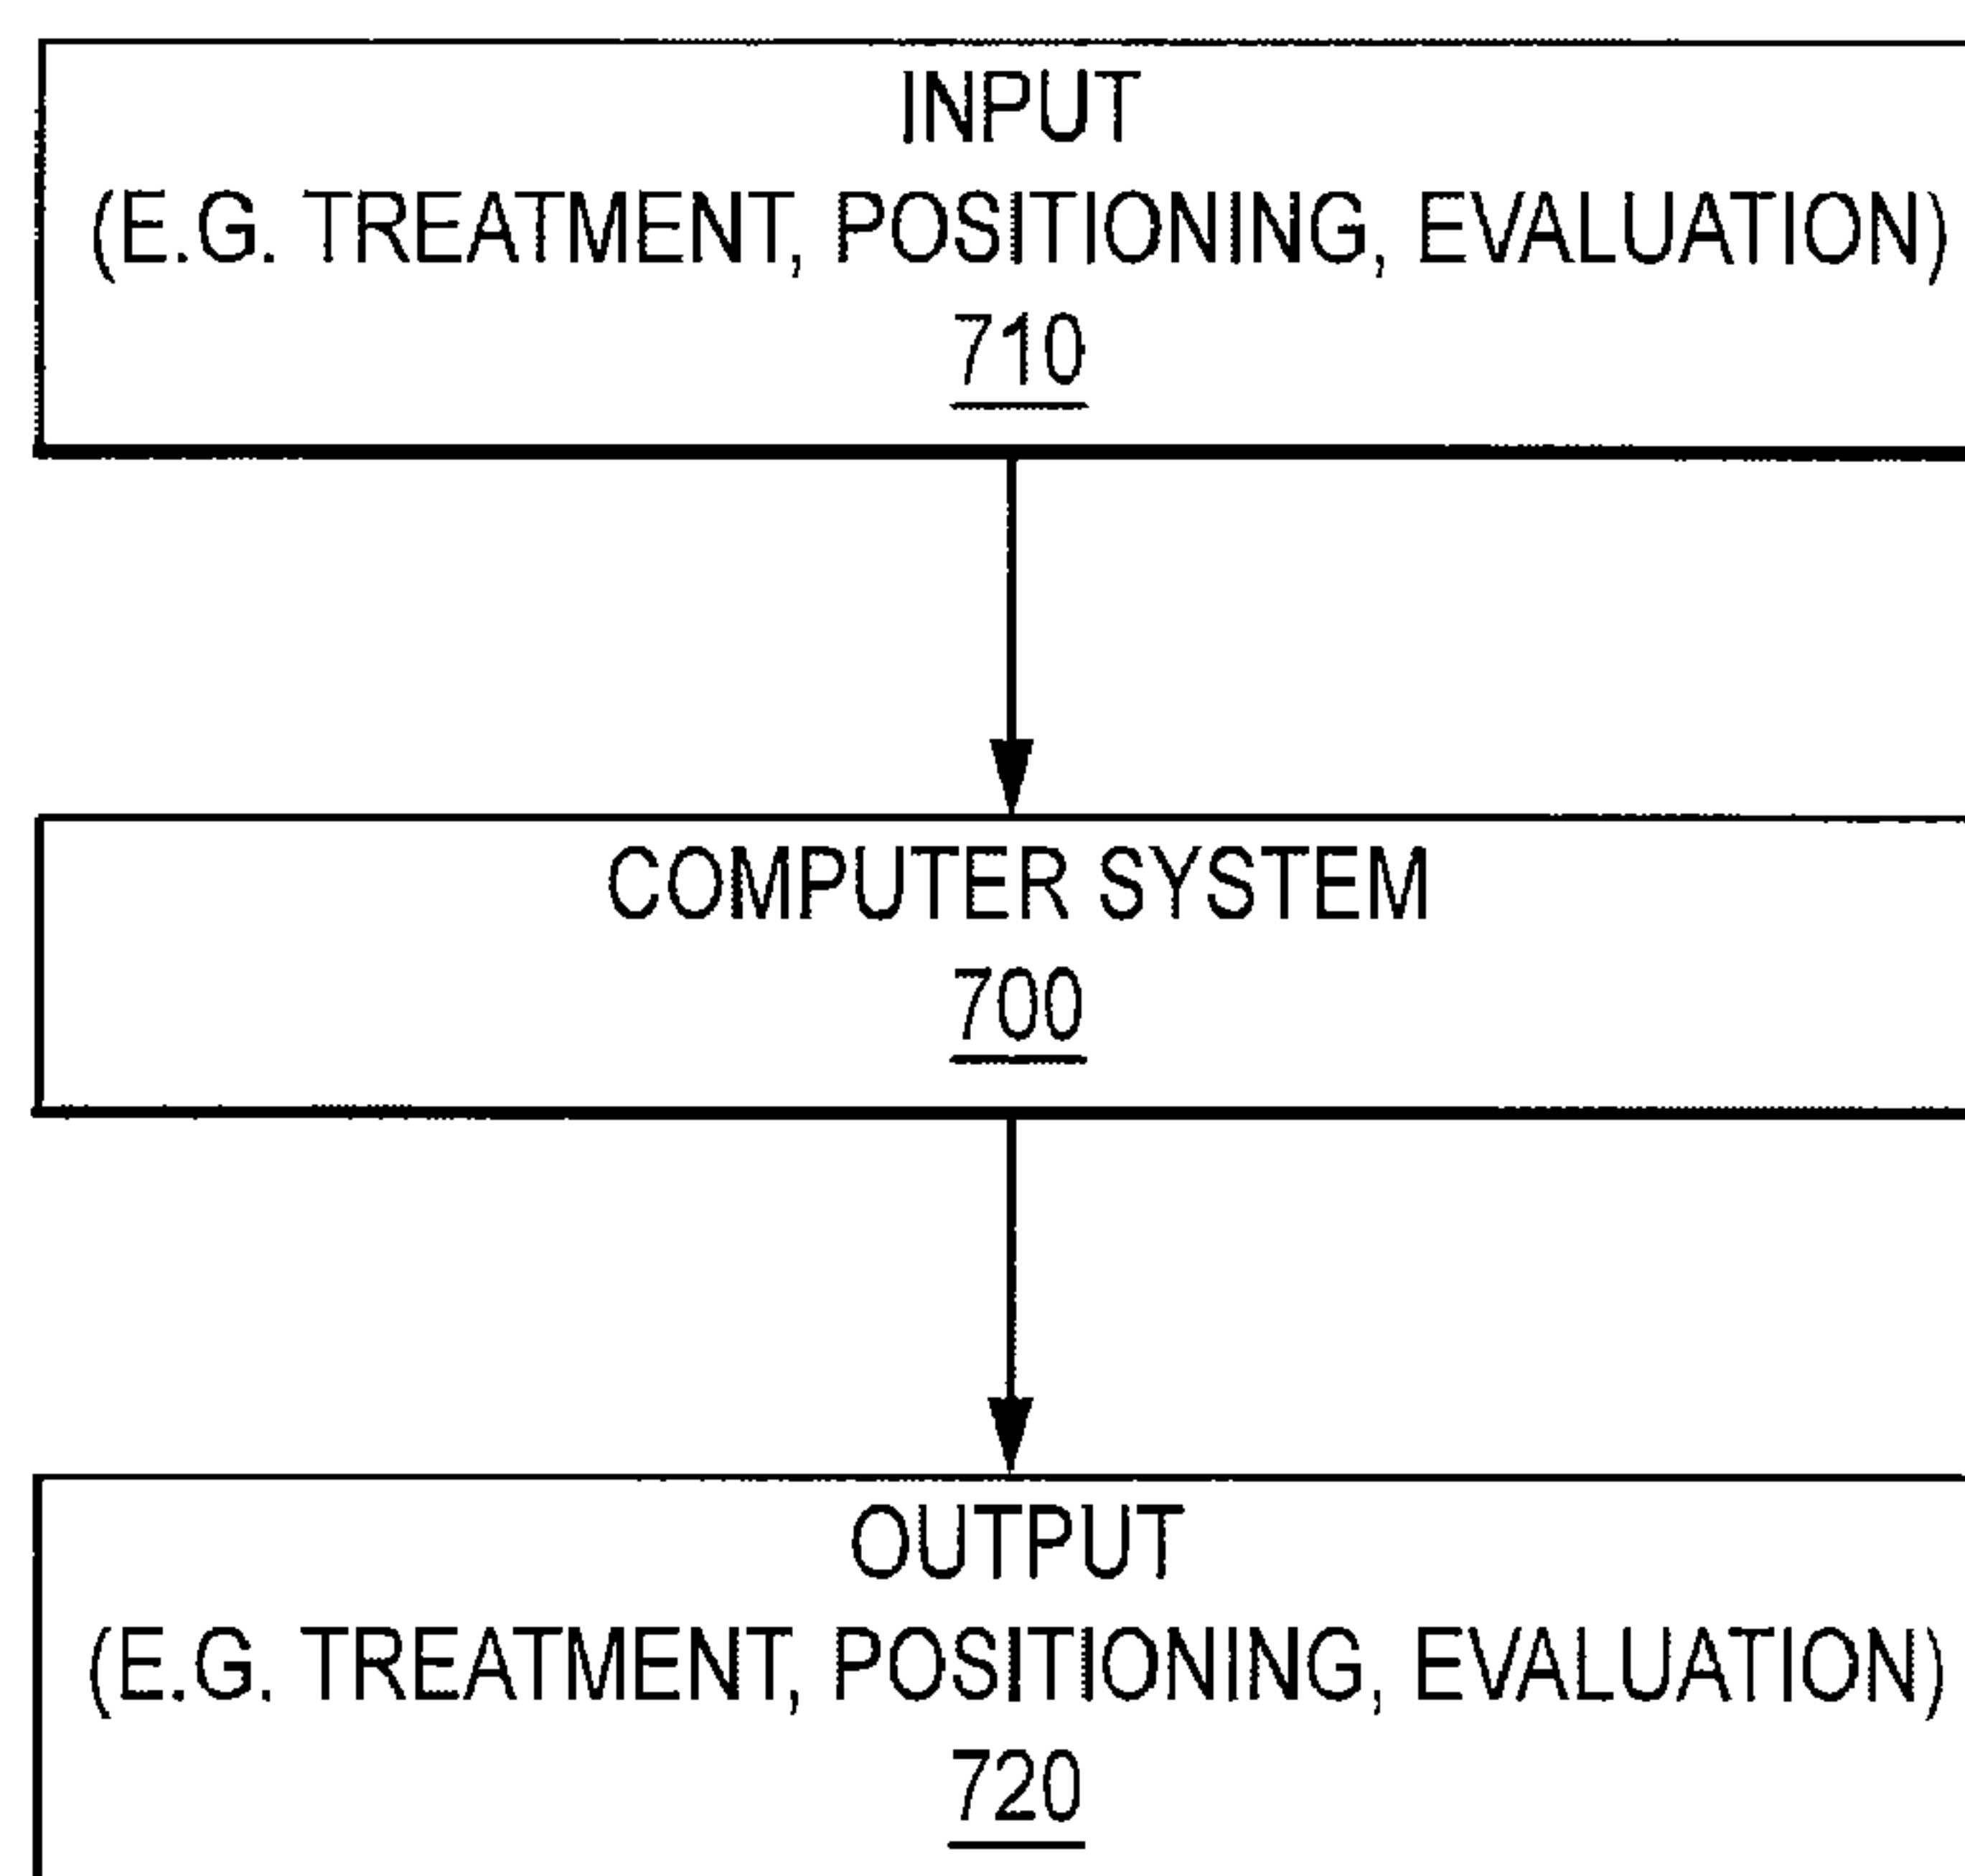 INPUT
(E.G. TREATMENT, POSITIONING, EVALUATION)
710
COMPUTER SYSTEM
700
OUTPUT
(E.G. TREATMENT, POSITIONING, EVALUATION)
720